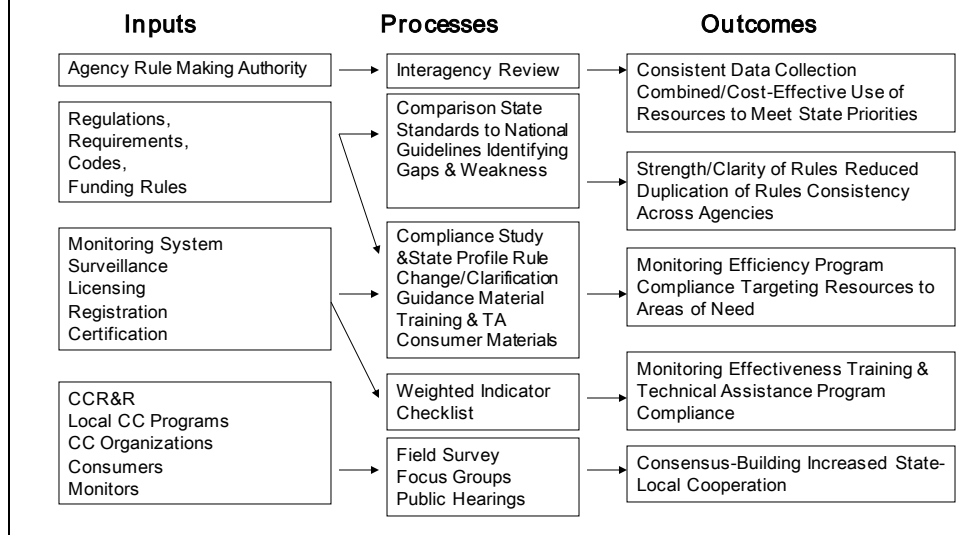 Inputs
Processes
Outcomes
Agency Rule Making Authority
Interagency Review
Consistent Data Collection
Combined/Cost-Effective Use of
Resources to Meet State Priorities
Regulations,
Requirements,
Codes,
Funding Rules
Comparison State
Standards to National
Guidelines Identifying
Gaps & Weakness
Strength/Clarity of Rules Reduced
Duplication of Rules Consistency
Across Agencies
Monitoring System
Surveillance
Licensing
Registration
Certification
Compliance Study
&State Profile Rule
Change/Clarification
Guidance Material
Training & TA
Consumer Materials
Monitoring Efficiency Program
Compliance Targeting Resources to
Areas of Need
Weighted Indicator
Checklist
Monitoring Effectiveness Training &
Technical Assistance Program
Compliance
CCR&R
Local CC Programs
CC Organizations
Consumers
Monitors
Field Survey
Focus Groups
Public Hearings
Consensus-Building Increased State-
Local Cooperation